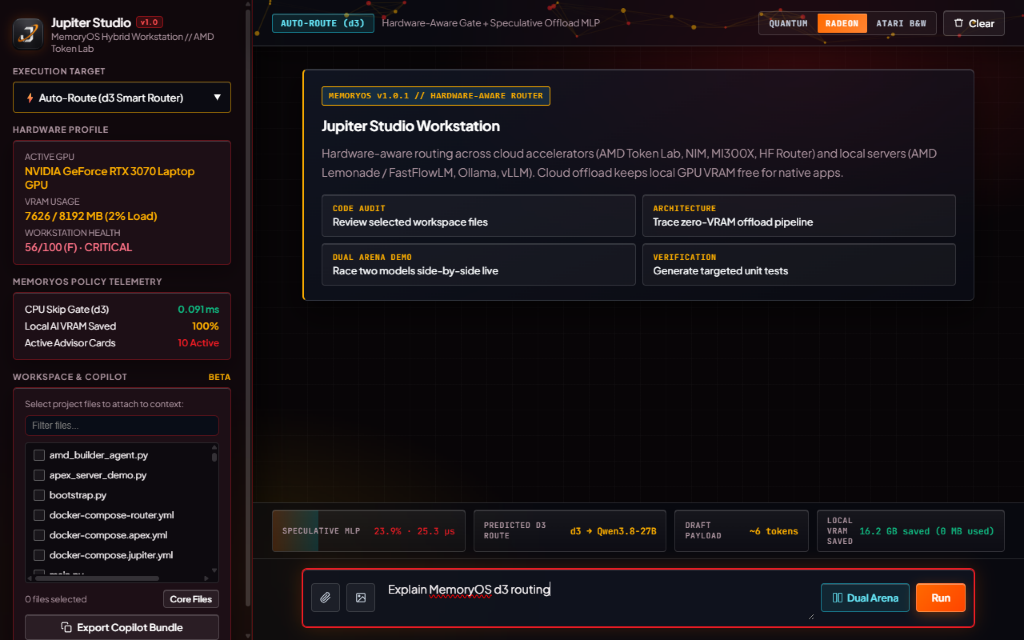 Jupiter Studio v1.0
MemoryOS Hybrid Workstation // AMD
Token Lab
EXECUTION TARGET
Auto-Route (d3 Smart Router)
HARDWARE PROFILE
ACTIVE GPU
NVIDIA GeForce RTX 3070 Laptop
GPU
VRAM USAGE
7626 / 8192 MB (2% Load)
WORKSTATION HEALTH
56/100 (F) · CRITICAL
MEMORYOS POLICY TELEMETRY
CPU Skip Gate (d3) 0.091 ms
Local AI VRAM Saved 100%
Active Advisor Cards 10 Active
WORKSPACE & COPILOT BETA
Select project files to attach to context:
Filter files...
amd_builder_agent.py
apex_server_demo.py
bootstrap.py
docker-compose-router.yml
docker-compose.apex.yml
docker-compose.jupiter.yml
0 files selected Core Files
Export Copilot Bundle
AUTO-ROUTE (d3) Hardware-Aware Gate + Speculative Offload MLP QUANTUM RADEON ATARI B&W Clear
MEMORYOS v1.0.1 // HARDWARE-AWARE ROUTER
Jupiter Studio Workstation
Hardware-aware routing across cloud accelerators (AMD Token Lab, NIM, MI300X, HF Router) and local servers (AMD
Lemonade / FastFlowLM, Ollama, vLLM). Cloud offload keeps local GPU VRAM free for native apps.
CODE AUDIT
Review selected workspace files
ARCHITECTURE
Trace zero-VRAM offload pipeline
DUAL ARENA DEMO
Race two models side-by-side live
VERIFICATION
Generate targeted unit tests
SPECULATIVE MLP 23.9% · 25.3 µs
PREDICTED D3
ROUTE
d3 → Qwen3.8-27B
DRAFT
PAYLOAD
~6 tokens
LOCAL
VRAM
SAVED
16.2 GB saved (0 MB used)
Explain MemoryOS d3 routing
Dual Arena
Run